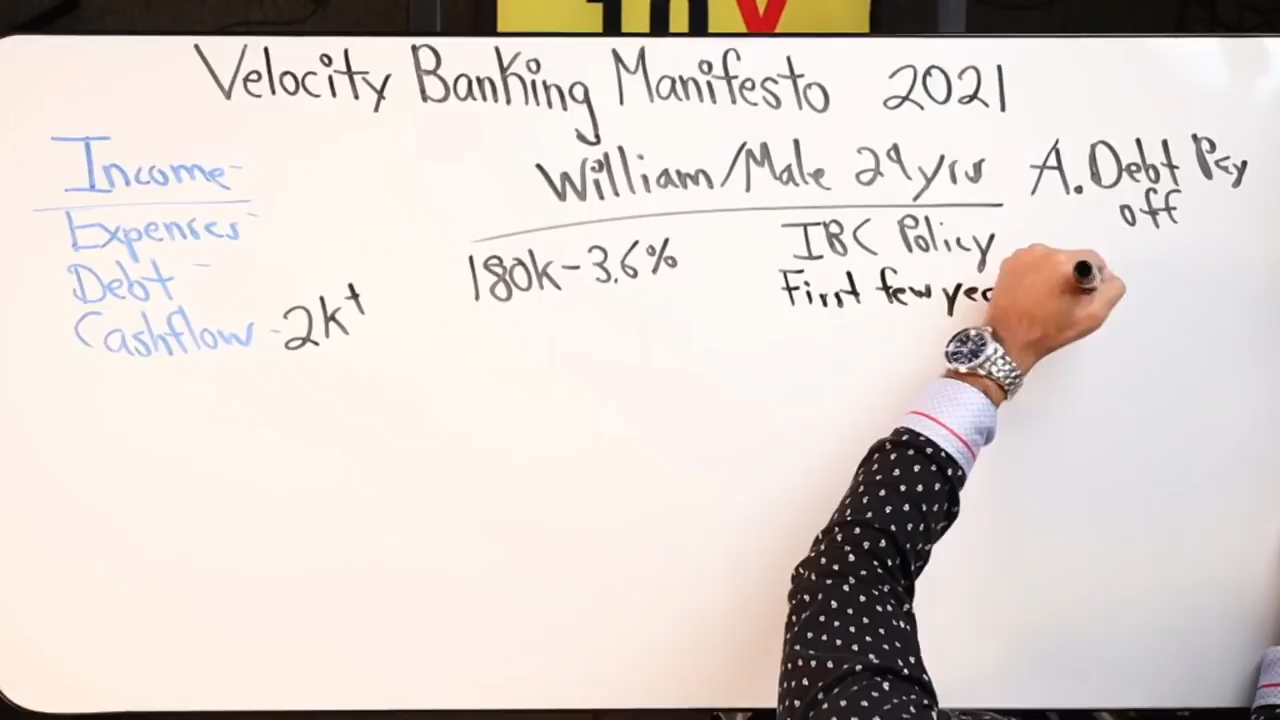 10X
Velocity Banking Manifesto 2021
Income-
Expenses-
Debt -
Cashflow - 2k+
William/Male 29yrs
180k-3.6%
IBC Policy
First few
A. Debt Pay
off